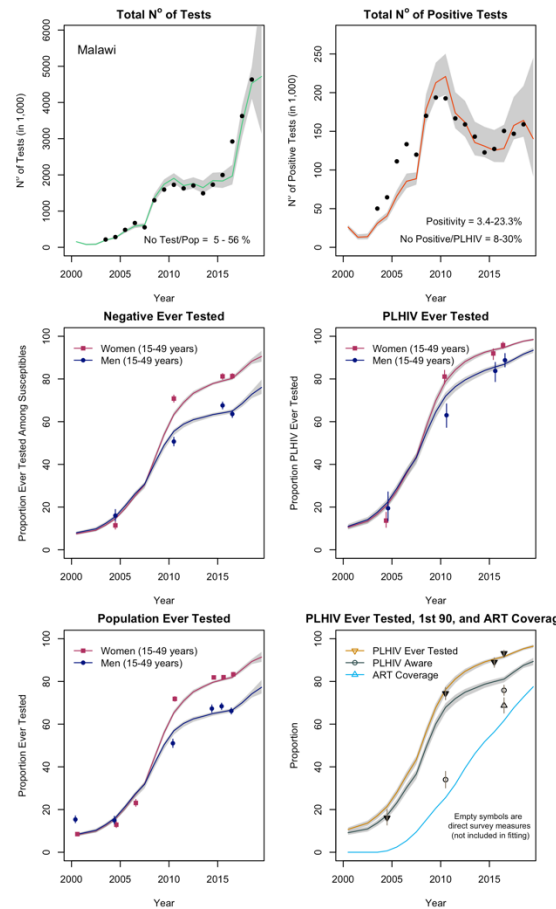 Total N° of Tests
Malawi
N° of Tests (in 1,000)
0 1000 2000 3000 4000 5000 6000
No Test/Pop = 5 - 56 %
2000 2005 2010 2015
Year
Total N° of Positive Tests
N° of Positive Tests (in 1,000)
0 50 100 150 200 250
Positivity = 3.4-23.3%
No Positive/PLHIV = 8-30%
2000 2005 2010 2015
Year
Negative Ever Tested
Women (15-49 years)
Men (15-49 years)
Proportion Ever Tested Among Susceptibles
0 20 40 60 80 100
2000 2005 2010 2015
Year
PLHIV Ever Tested
Women (15-49 years)
Men (15-49 years)
Proportion PLHIV Ever Tested
0 20 40 60 80 100
2000 2005 2010 2015
Year
Population Ever Tested
Women (15-49 years)
Men (15-49 years)
Proportion Ever Tested
0 20 40 60 80 100
2000 2005 2010 2015
Year
PLHIV Ever Tested, 1st 90, and ART Coverag
PLHIV Ever Tested
PLHIV Aware
ART Coverage
Proportion
0 20 40 60 80 100
Empty symbols are
direct survey measures
(not included in fitting)
2000 2005 2010 2015
Year